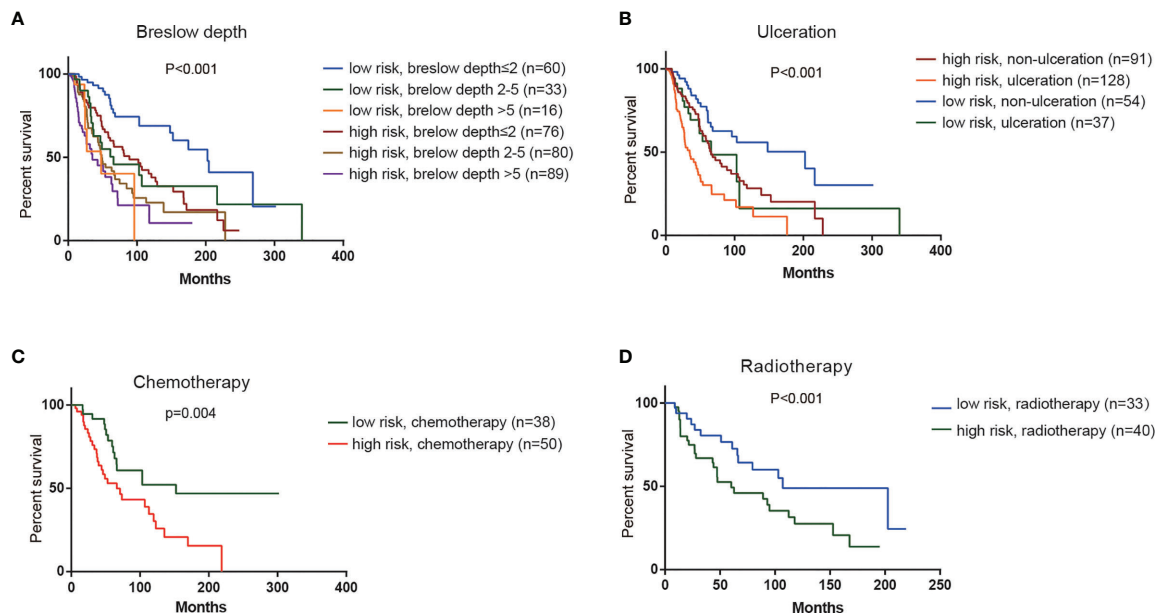 A
Breslow depth
P<0.001
Percent survival
100
50
0
0 100 200 300 400
Months
low risk, breslow depth≤2 (n=60)
low risk, brelow depth 2-5 (n=33)
low risk, brelow depth >5 (n=16)
high risk, brelow depth≤2 (n=76)
high risk, brelow depth 2-5 (n=80)
high risk, brelow depth >5 (n=89)
B
Ulceration
P<0.001
Percent survival
100
50
0
0 100 200 300 400
Months
high risk, non-ulceration (n=91)
high risk, ulceration (n=128)
low risk, non-ulceration (n=54)
low risk, ulceration (n=37)
C
Chemotherapy
p=0.004
Percent survival
100
50
0
0 100 200 300 400
Months
low risk, chemotherapy (n=38)
high risk, chemotherapy (n=50)
D
Radiotherapy
P<0.001
Percent survival
100
50
0
0 50 100 150 200 250
Months
low risk, radiotherapy (n=33)
high risk, radiotherapy (n=40)